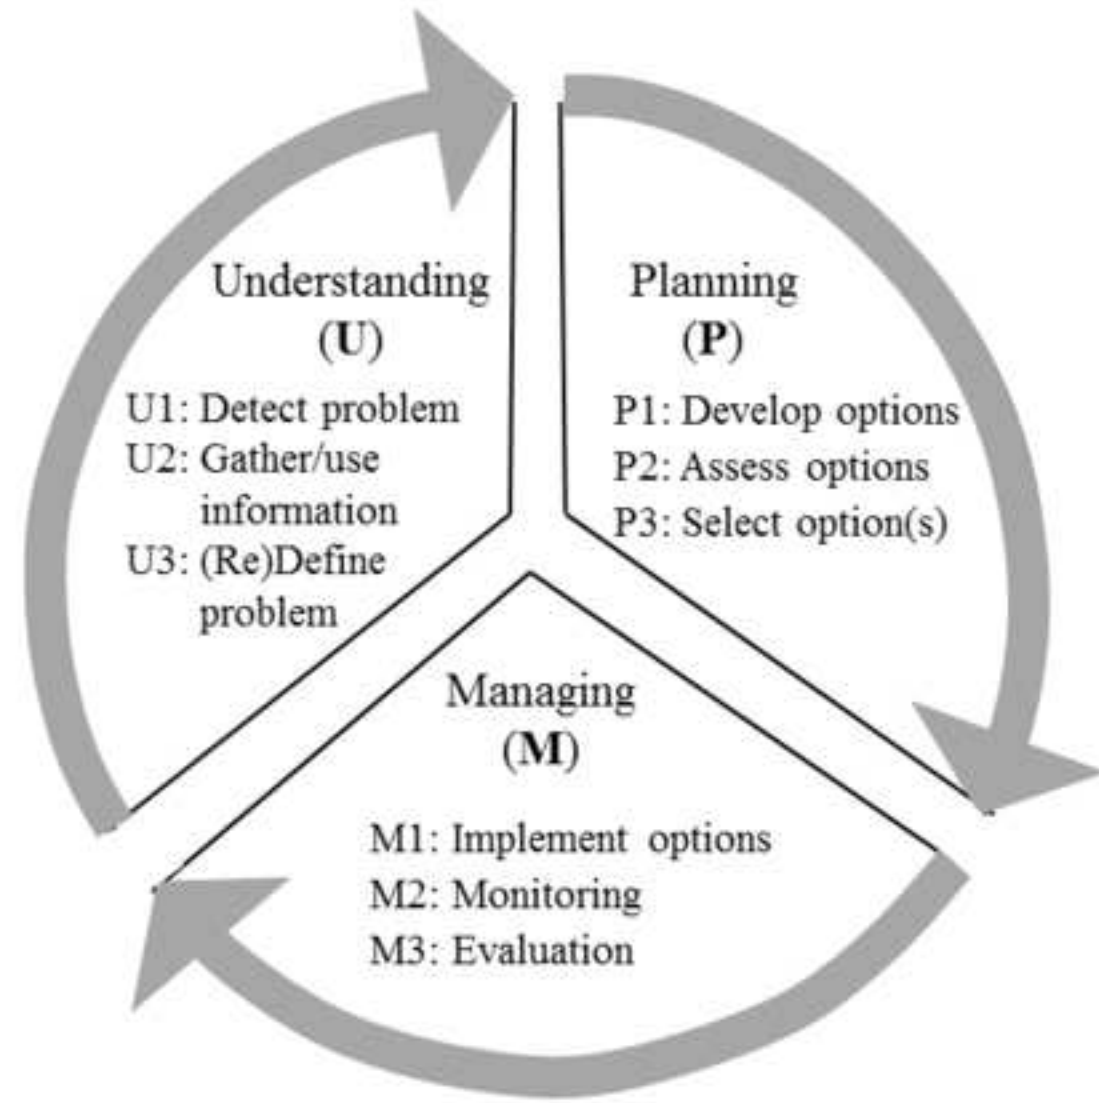 Understanding
(U)
U1: Detect problem
U2: Gather/use
information
U3: (Re)Define
problem
Planning
(P)
P1: Develop options
P2: Assess options
P3: Select option(s)
Managing
(M)
M1: Implement options
M2: Monitoring
M3: Evaluation